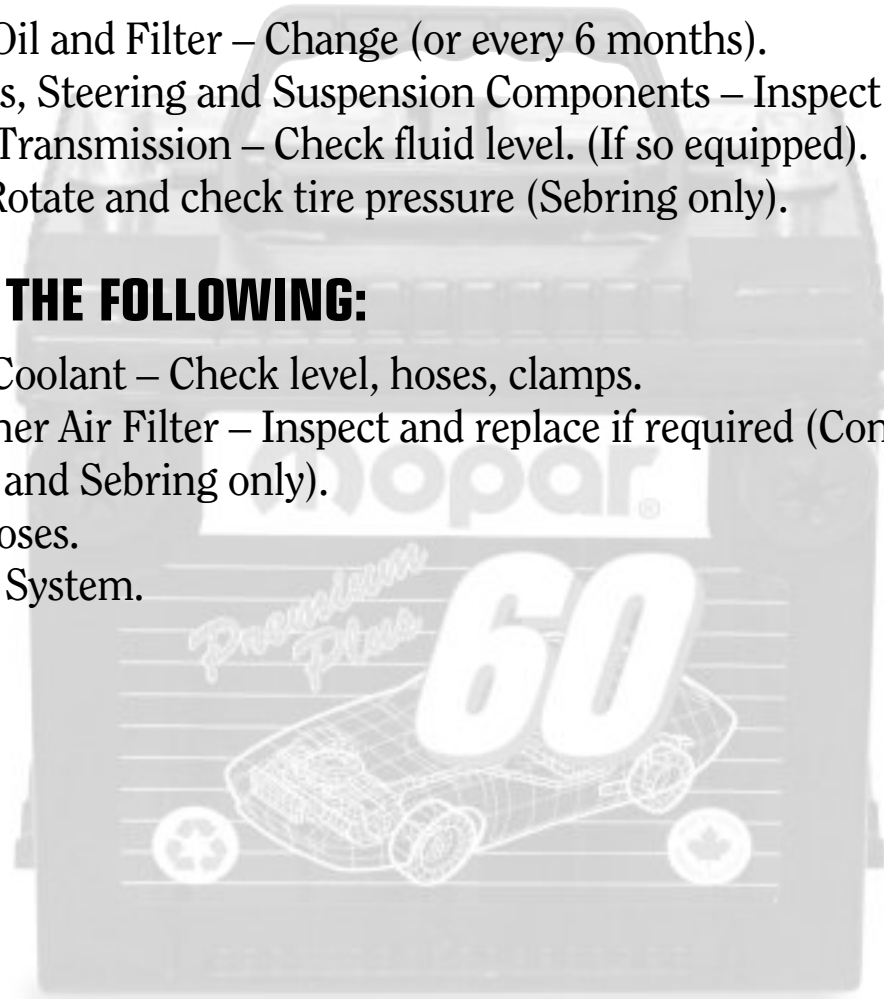 Oil and Filter – Change (or every 6 months).
s, Steering and Suspension Components – Inspect
Transmission – Check fluid level. (If so equipped).
Rotate and check tire pressure (Sebring only).
THE FOLLOWING:
Coolant – Check level, hoses, clamps.
ner Air Filter – Inspect and replace if required (Con
and Sebring only).
oses.
System.
mopar®
Premium
Plus
60